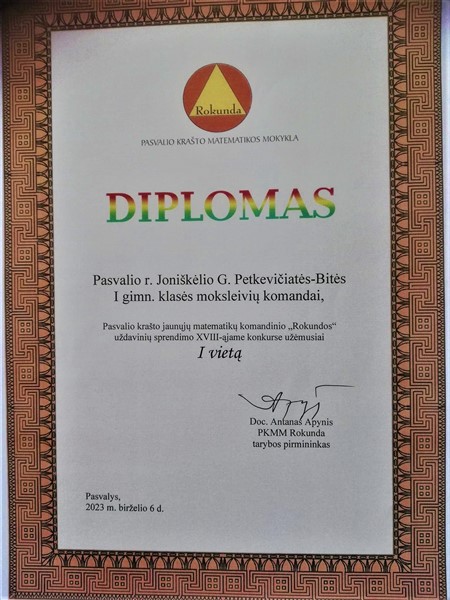 Rokunda
PASVALIO KRAŠTO MATEMATIKOS MOKYKLA
DIPLOMAS
Pasvalio r. Joniškėlio G. Petkevičiatės-Bitės
I gimn. klasės moksleivių komandai,
Pasvalio krašto jaunųjų matematikų komandinio „Rokundos“
uždavinių sprendimo XVIII-ajame konkurse užėmusiai
I vietą
Doc. Antanas Apynis
PKMM Rokunda
tarybos pirmininkas
Pasvalys,
2023 m. birželio 6 d.